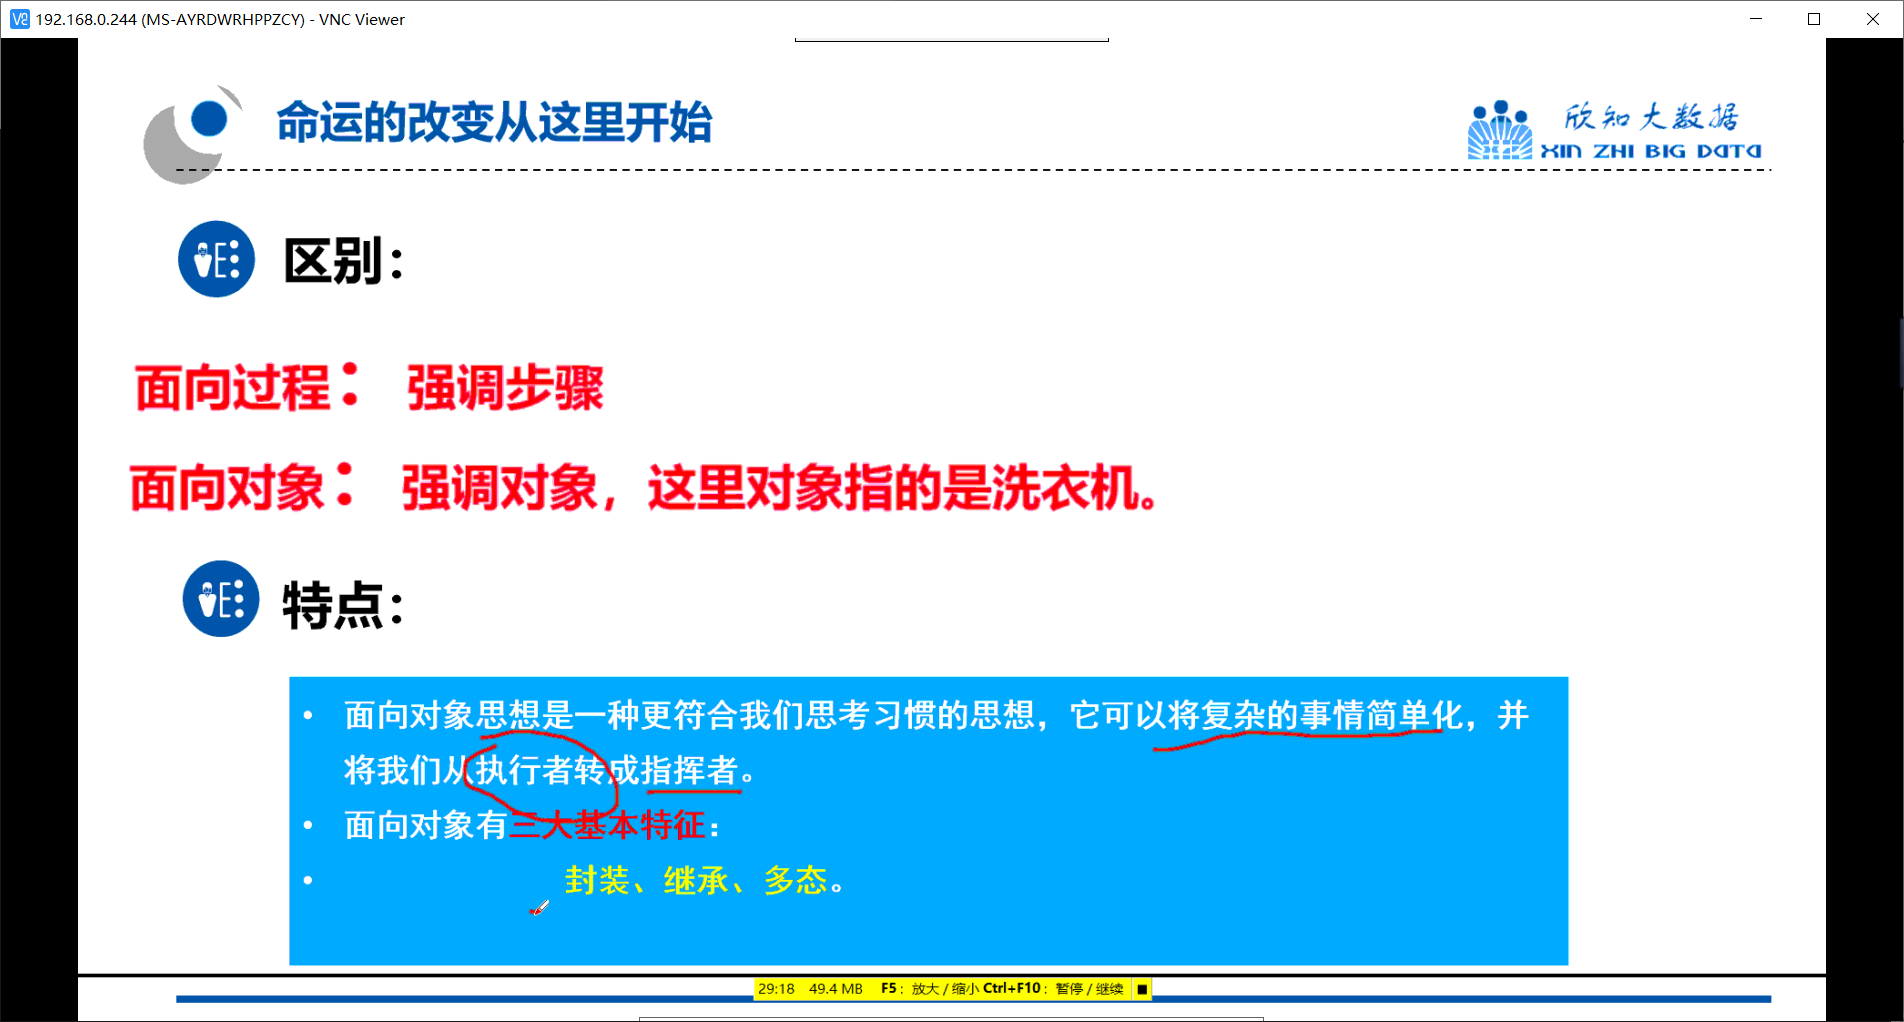 192.168.0.244 (MS-AYRDWRHPPZCY) - VNC Viewer
命运的改变从这里开始
欣知大数据
XIN ZHI BIG DATA
区别：
面向过程： 强调步骤
面向对象： 强调对象，这里对象指的是洗衣机。
特点：
• 面向对象思想是一种更符合我们思考习惯的思想，它可以将复杂的事情简单化，并
将我们从执行者转成指挥者。
• 面向对象有三大基本特征：
• 封装、继承、多态。
29:18 49.4 MB F5：放大/缩小 Ctrl+F10：暂停/继续